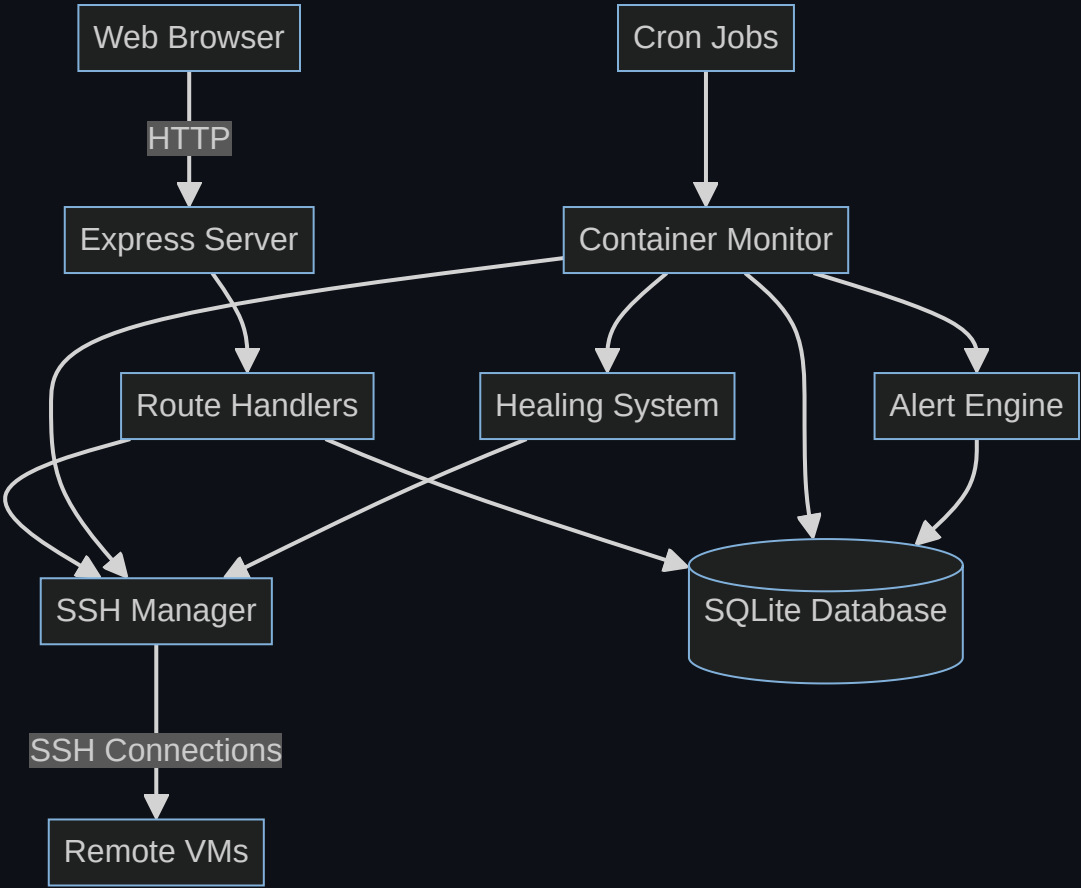 Web Browser
Cron Jobs
HTTP
Express Server
Container Monitor
Route Handlers
Healing System
Alert Engine
SSH Manager
SQLite Database
SSH Connections
Remote VMs